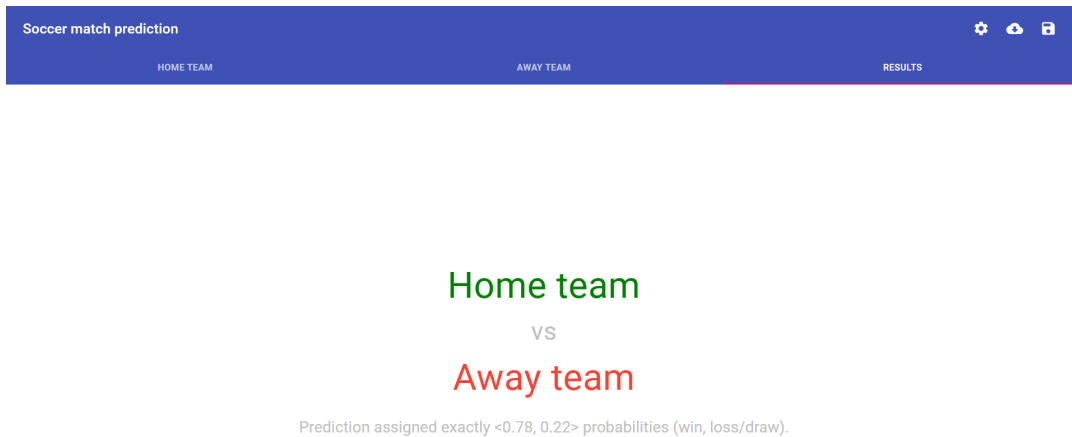 Soccer match prediction
HOME TEAM AWAY TEAM RESULTS
Home team
vs
Away team
Prediction assigned exactly <0.78, 0.22> probabilities (win, loss/draw).